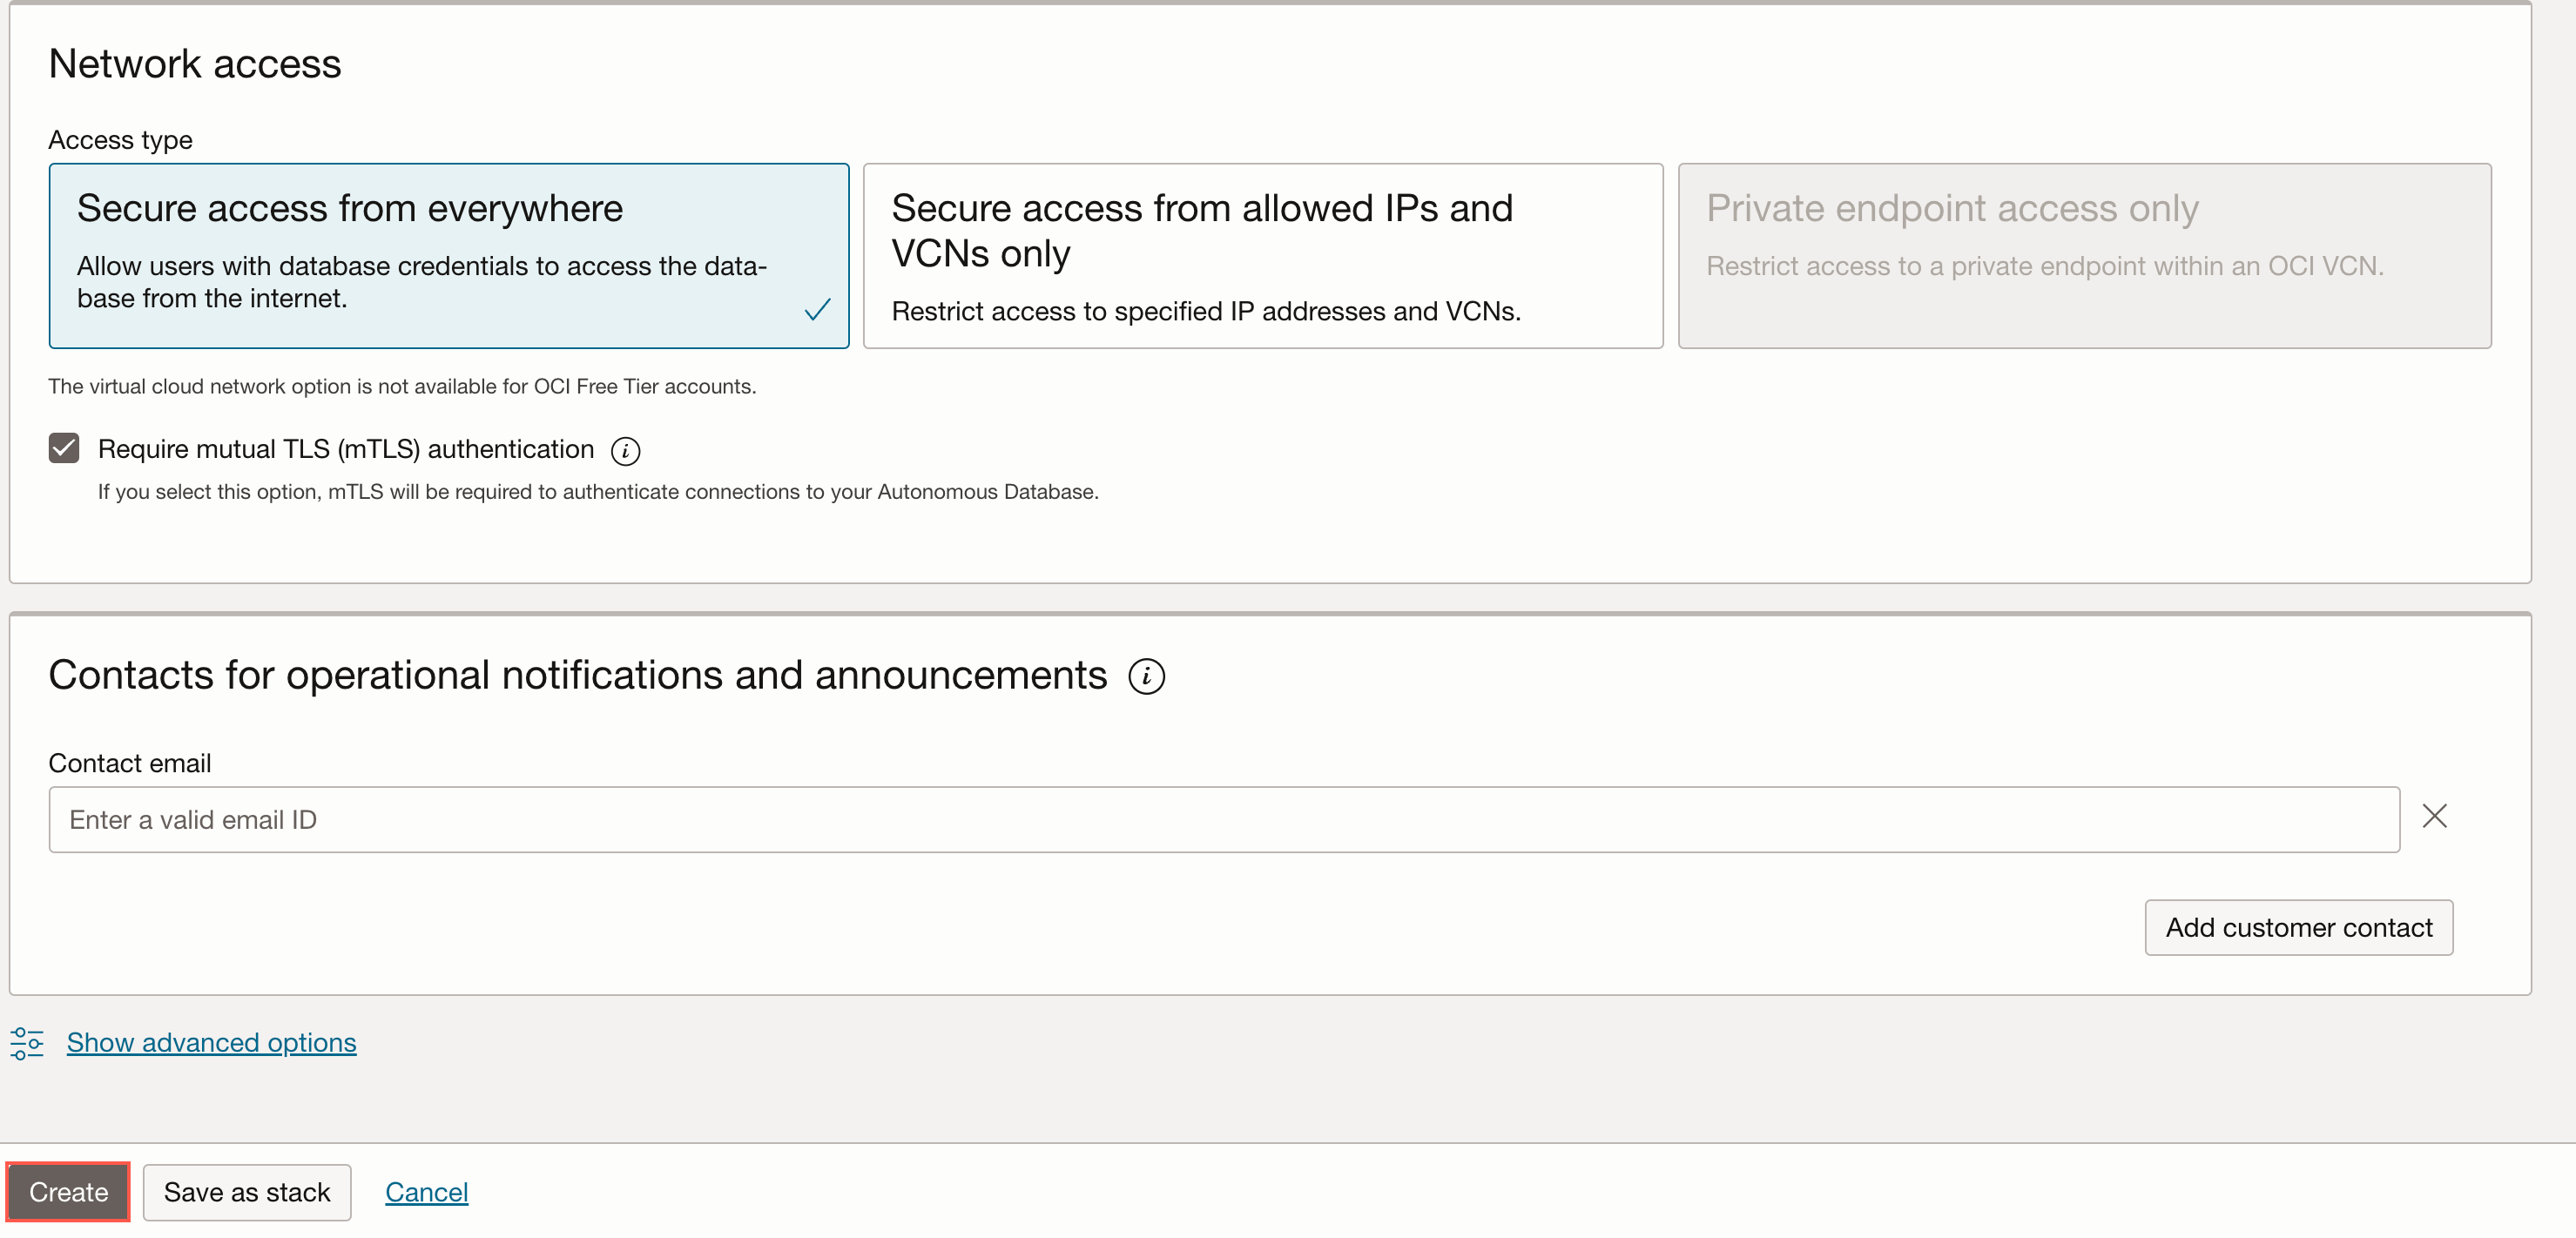 Network access
Access type
Secure access from everywhere
Allow users with database credentials to access the data-
base from the internet.
Secure access from allowed IPs and
VCNs only
Restrict access to specified IP addresses and VCNs.
Private endpoint access only
Restrict access to a private endpoint within an OCI VCN.
The virtual cloud network option is not available for OCI Free Tier accounts.
Require mutual TLS (mTLS) authentication
If you select this option, mTLS will be required to authenticate connections to your Autonomous Database.
Contacts for operational notifications and announcements
Contact email
Enter a valid email ID
Add customer contact
Show advanced options
Create
Save as stack
Cancel